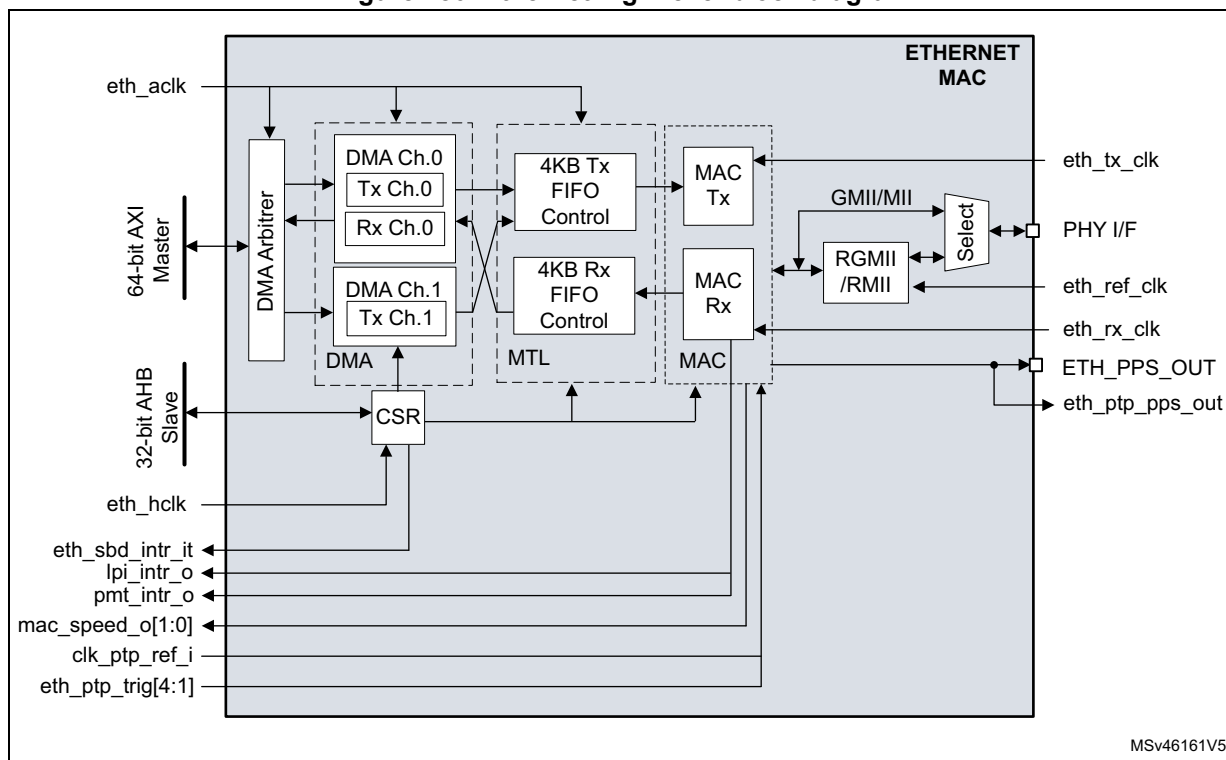 ETHERNET
MAC
eth_aclk
DMA Ch.0
Tx Ch.0
Rx Ch.0
DMA Ch.1
Tx Ch.1
DMA
DMA Arbitrer
64-bit AXI
Master
32-bit AHB
Slave
4KB Tx
FIFO
Control
4KB Rx
FIFO
Control
MTL
MAC
Tx
MAC
Rx
MAC
GMII/MII
RGMII
/RMII
Select
eth_tx_clk
PHY I/F
eth_ref_clk
eth_rx_clk
ETH_PPS_OUT
eth_ptp_pps_out
CSR
eth_hclk
eth_sbd_intr_it
lpi_intr_o
pmt_intr_o
mac_speed_o[1:0]
clk_ptp_ref_i
eth_ptp_trig[4:1]
MSv46161V5